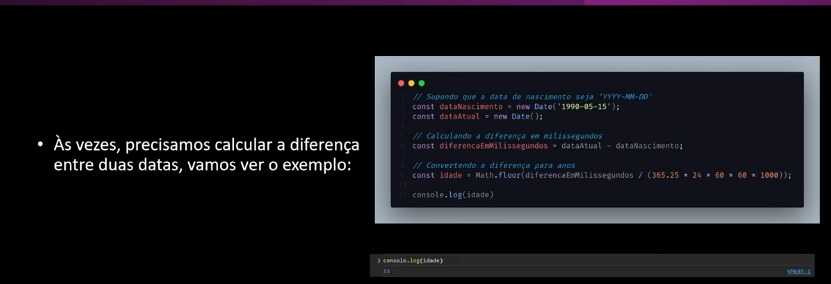 • Às vezes, precisamos calcular a diferença
entre duas datas, vamos ver o exemplo:
// Supondo que a data de nascimento seja 'YYYY-MM-DD'
const dataNascimento = new Date('1990-05-15');
const dataAtual = new Date();
// Calculando a diferença em milissegundos
const diferencaEmMilissegundos = dataAtual - dataNascimento;
// Convertendo a diferença para anos
const idade = Math.floor(diferencaEmMilissegundos / (365.25 * 24 * 60 * 60 * 1000));
console.log(idade)
> console.log(idade)
33